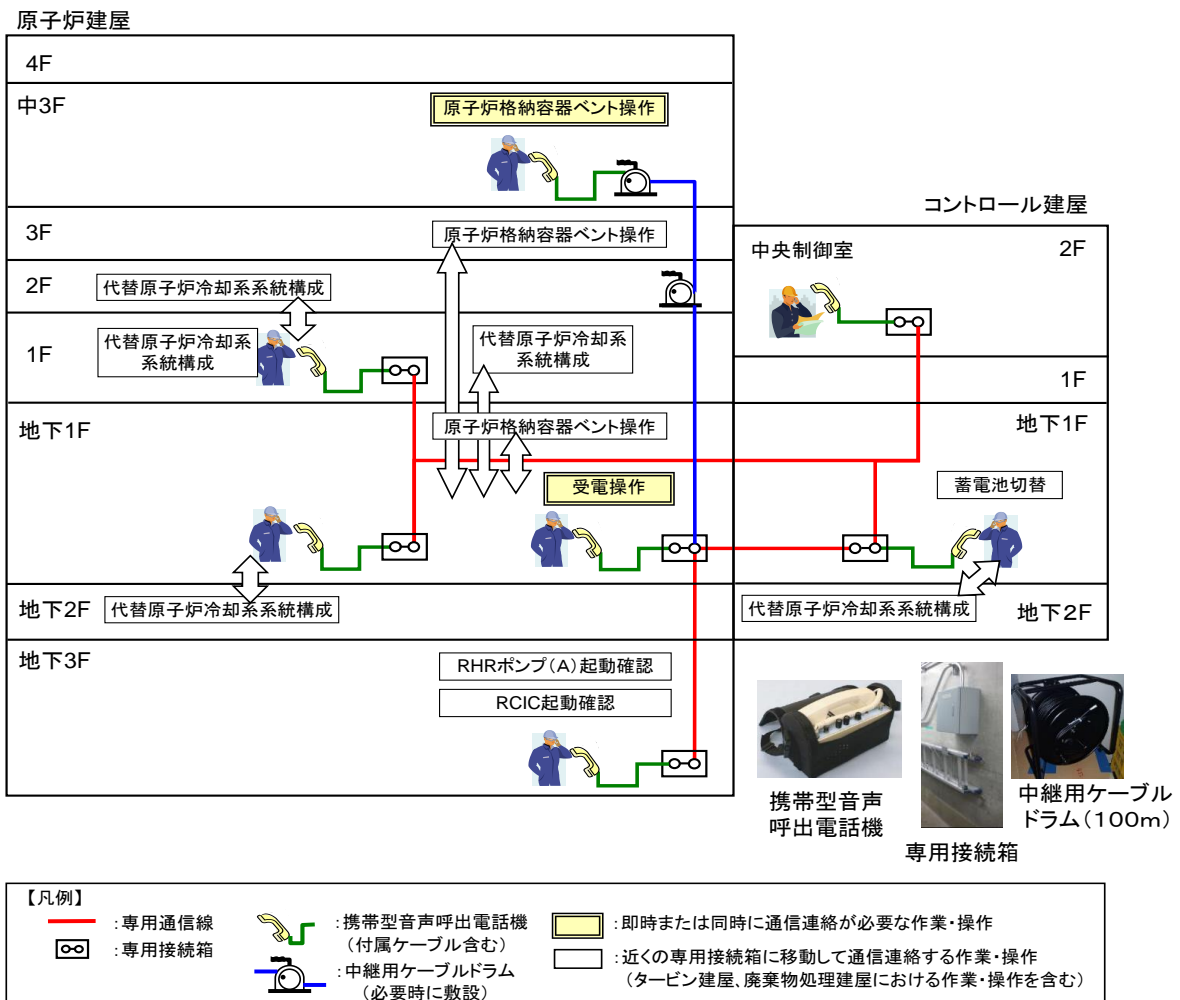 原子炉建屋
4F
中3F
原子炉格納容器ベント操作
コントロール建屋
3F
原子炉格納容器ベント操作
中央制御室
2F
2F
代替原子炉冷却系系統構成
1F
代替原子炉冷却系
系統構成
代替原子炉冷却系
系統構成
1F
地下1F
原子炉格納容器ベント操作
地下1F
受電操作
蓄電池切替
地下2F
代替原子炉冷却系系統構成
代替原子炉冷却系系統構成
地下2F
地下3F
RHRポンプ(A)起動確認
RCIC起動確認
携帯型音声
呼出電話機
専用接続箱
中継用ケーブル
ドラム(100m)
【凡例】
:専用通信線
:専用接続箱
:携帯型音声呼出電話機
(付属ケーブル含む)
:中継用ケーブルドラム
(必要時に敷設)
:即時または同時に通信連絡が必要な作業・操作
:近くの専用接続箱に移動して通信連絡する作業・操作
(タービン建屋、廃棄物処理建屋における作業・操作を含む)